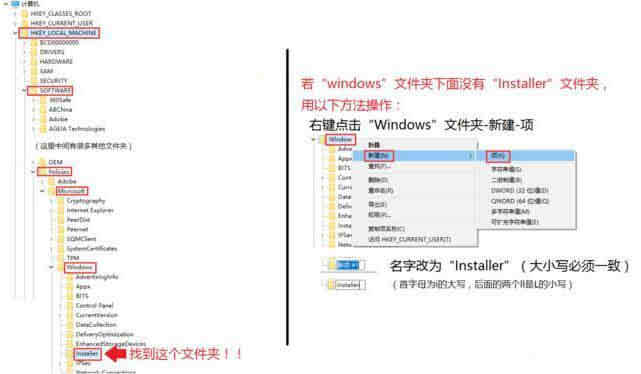 计算机
HKEY_CLASSES_ROOT
HKEY_CURRENT_USER
HKEY_LOCAL_MACHINE
BCD00000000
DRIVERS
HARDWARE
SAM
SECURITY
SOFTWARE
360Safe
ABChina
Adobe
AGEIA Technologies
（这里中间有很多其他文件夹）
OEM
Policies
Adobe
Microsoft
Cryptography
Internet Explorer
PeerDist
Peernet
SQMClient
SystemCertificates
TPM
Windows
AdvertisingInfo
Appx
BITS
Control Panel
CurrentVersion
DataCollection
DeliveryOptimization
EnhancedStorageDevices
Installer
找到这个文件夹！！
IPSec
Network Connections
若“windows”文件夹下面没有“Installer”文件夹，
用以下方法操作：
右键点击“Windows”文件夹-新建-项
Window
Adve
Appx
BITS
Cont
Curre
Data
Deliv
Enha
Insta
IPSec
Netw
新建(N)
查找(F)...
删除(D)
重命名(R)
导出(E)
权限(P)...
复制项名称(C)
访问 HKEY_CURRENT_USER(T)
项(K)
字符串值(S)
二进制值(B)
DWORD (32 位)值(D)
QWORD (64 位)值(Q)
多字符串值(M)
可扩充字符串值(E)
名字改为“Installer”（大小写必须一致）
Installer
（首字母为i的大写，后面的两个ll是L的小写）